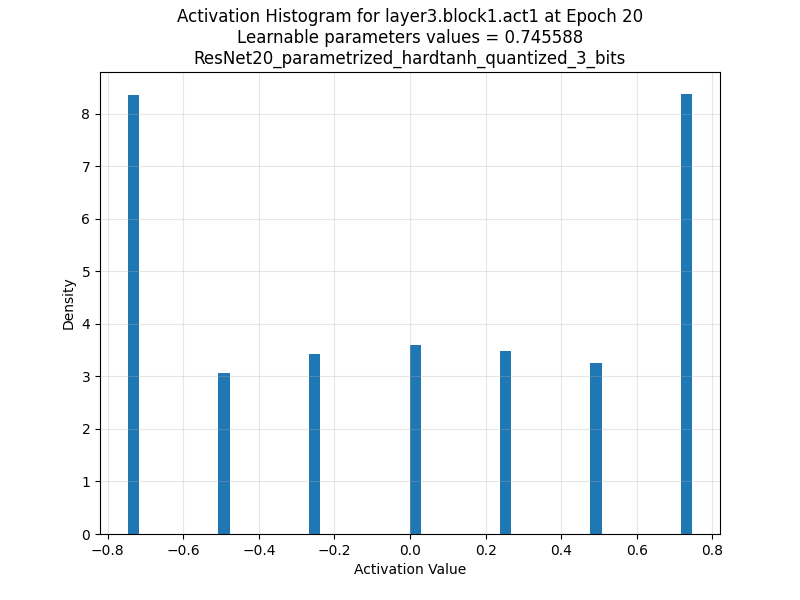 Activation Histogram for layer3.block1.act1 at Epoch 20
Learnable parameters values = 0.745588
ResNet20_parametrized_hardtanh_quantized_3_bits
8
7
6
5
4
3
2
1
0
Density
−0.8 −0.6 −0.4 −0.2 0.0 0.2 0.4 0.6 0.8
Activation Value